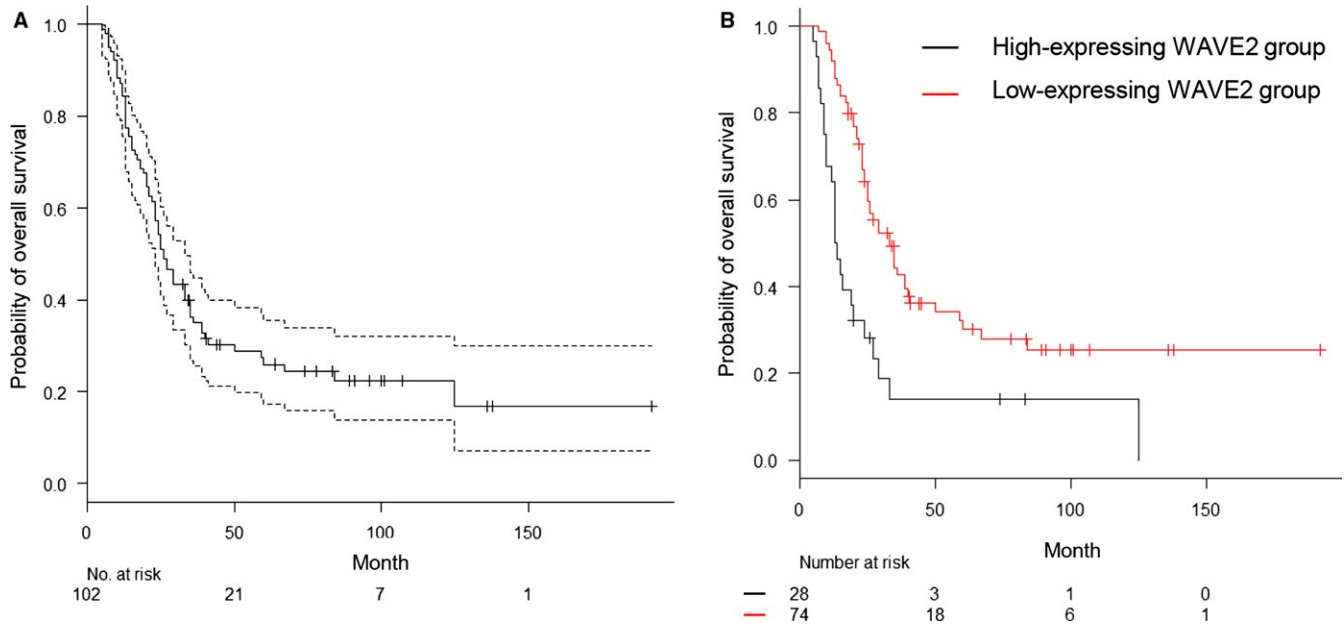 A
1.0
0.8
0.6
0.4
0.2
0.0
Probability of overall survival
0 50 100 150
Month
No. at risk
102 21 7 1
B
High-expressing WAVE2 group
Low-expressing WAVE2 group
1.0
0.8
0.6
0.4
0.2
0.0
Probability of overall survival
0 50 100 150
Month
Number at risk
28 3 1 0
74 18 6 1